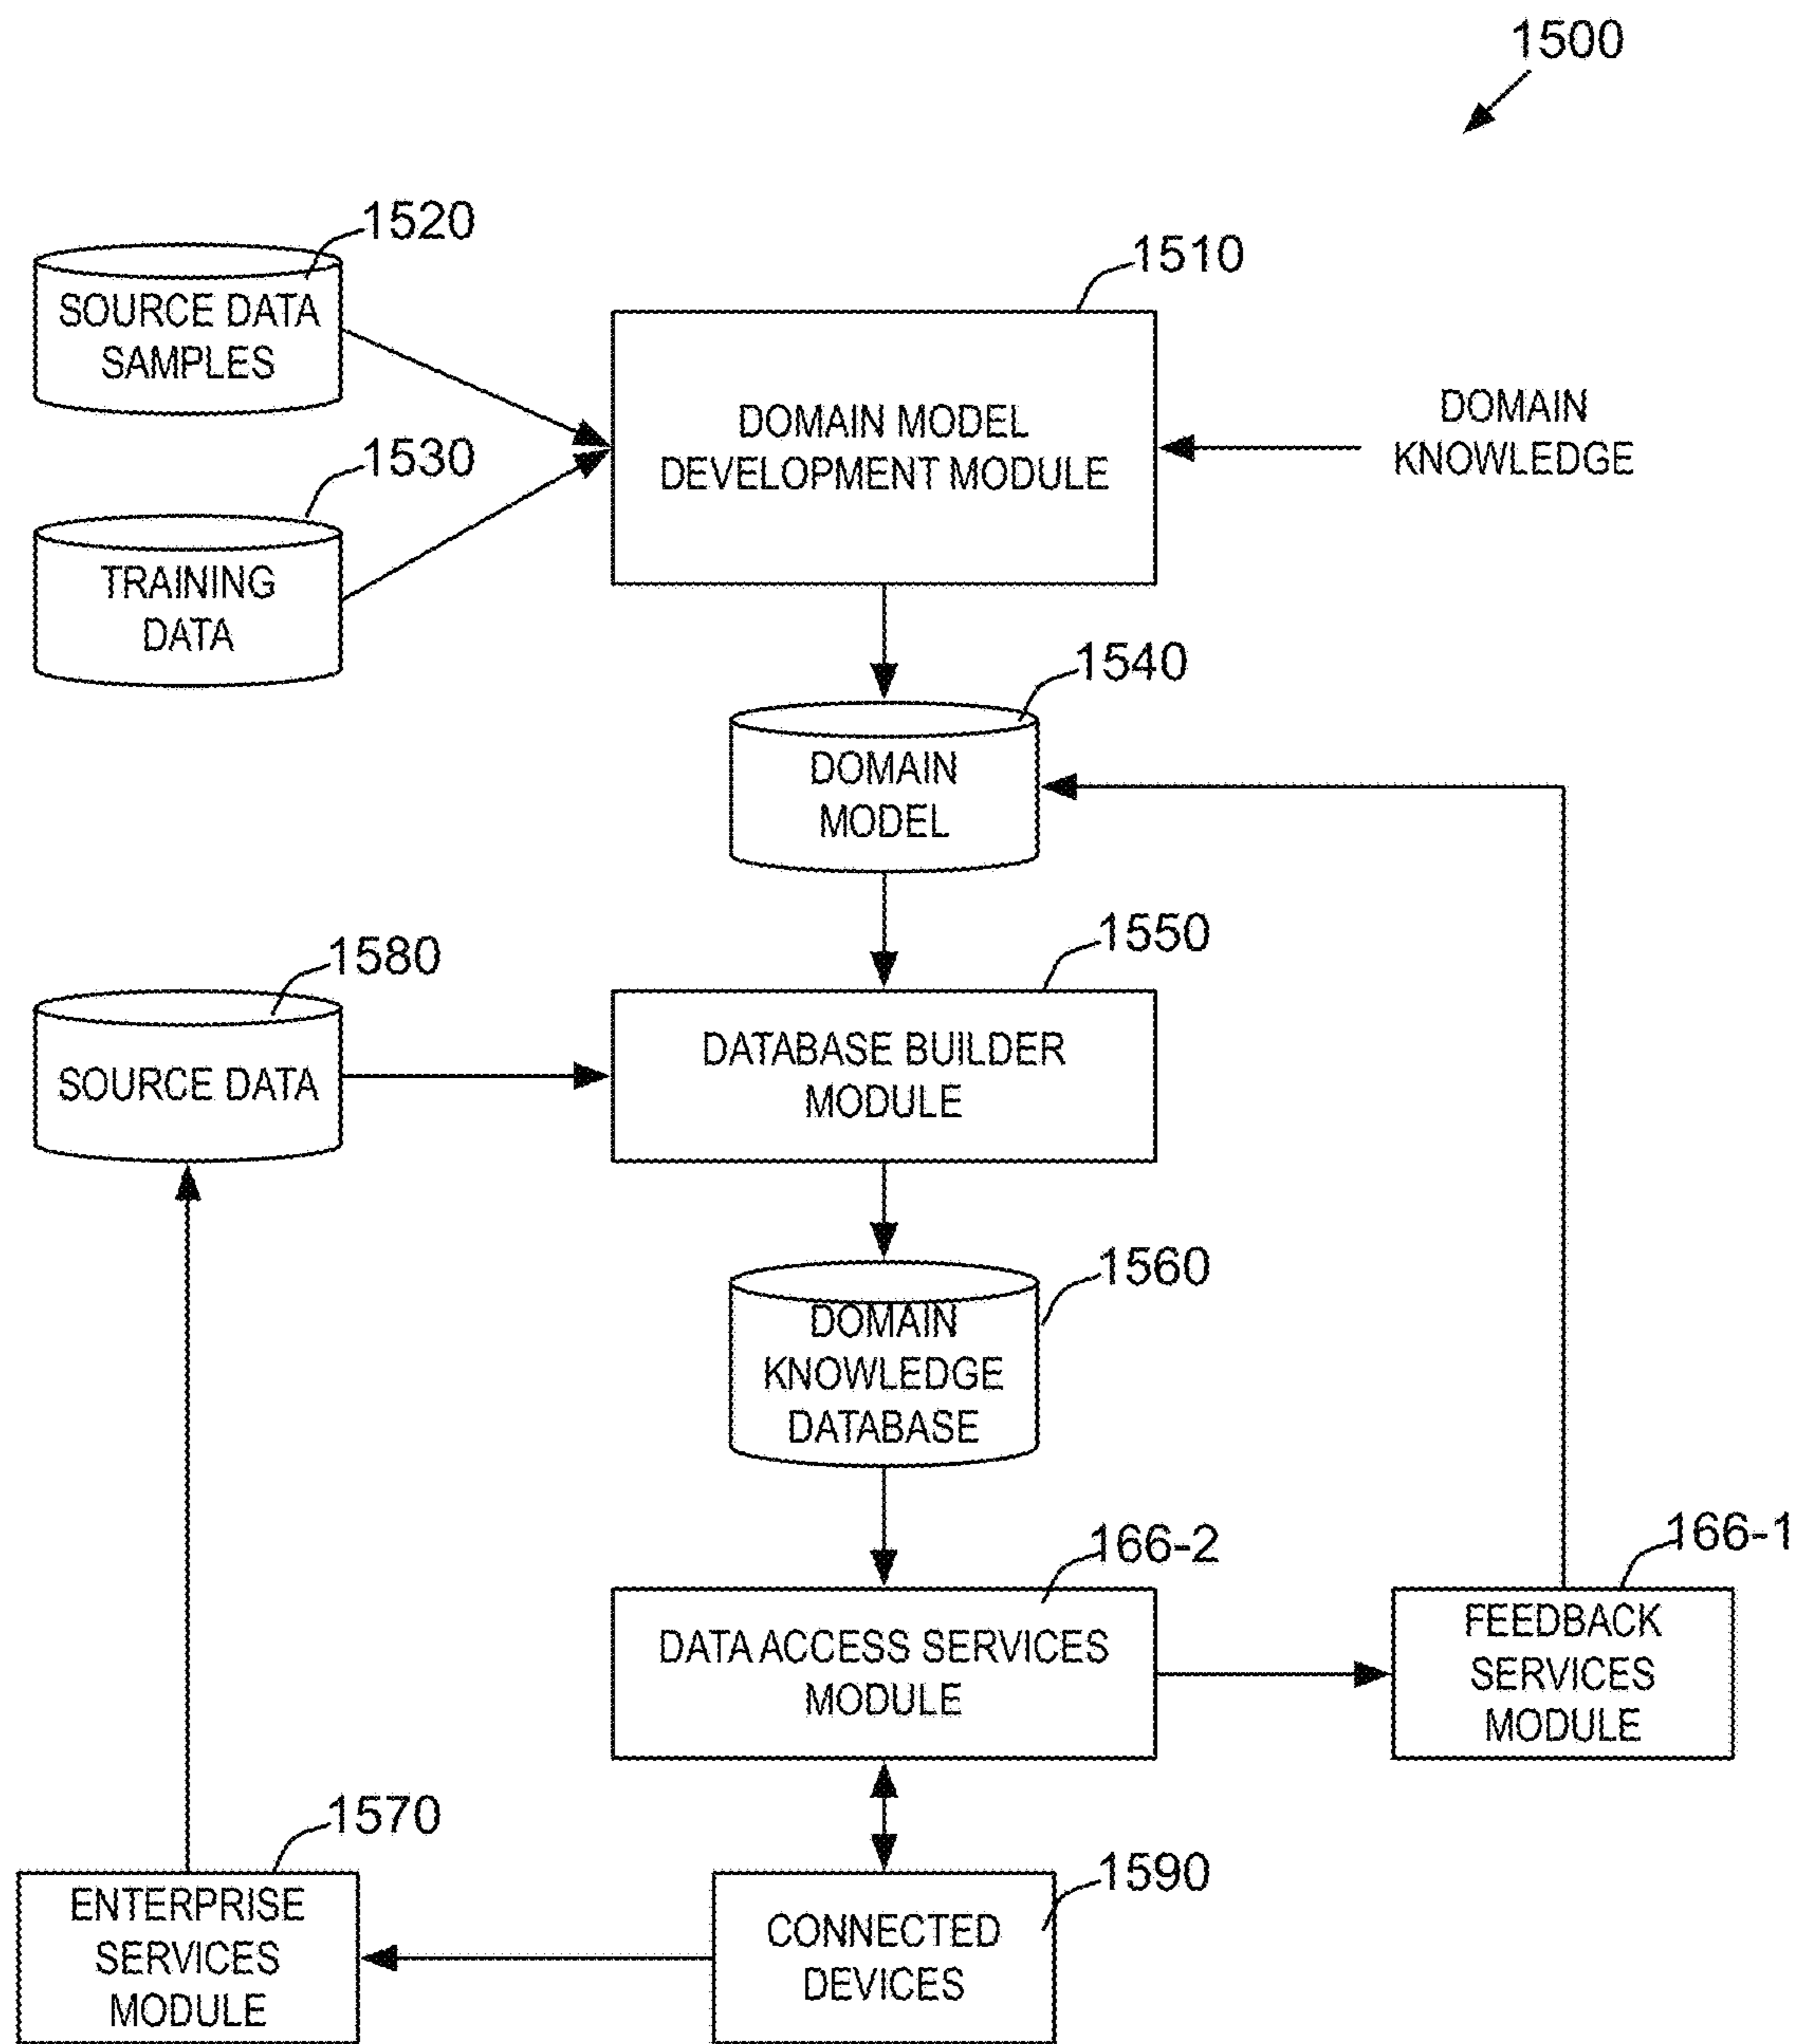 1500
1520
SOURCE DATA
SAMPLES
1510
DOMAIN MODEL
DEVELOPMENT MODULE
DOMAIN
KNOWLEDGE
1530
TRAINING
DATA
1540
DOMAIN
MODEL
1580
SOURCE DATA
1550
DATABASE BUILDER
MODULE
1560
DOMAIN
KNOWLEDGE
DATABASE
166-2
DATA ACCESS SERVICES
MODULE
166-1
FEEDBACK
SERVICES
MODULE
1570
ENTERPRISE
SERVICES
MODULE
1590
CONNECTED
DEVICES